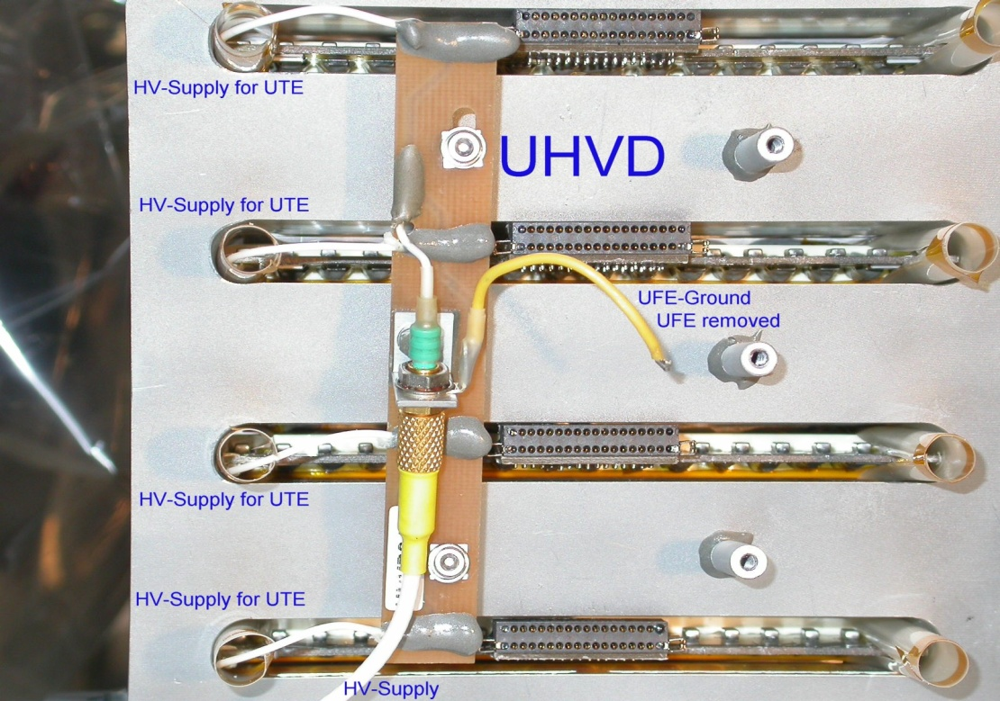 HV-Supply for UTE
UHVD
HV-Supply for UTE
UFE-Ground
UFE removed
HV-Supply for UTE
HV-Supply for UTE
HV-Supply